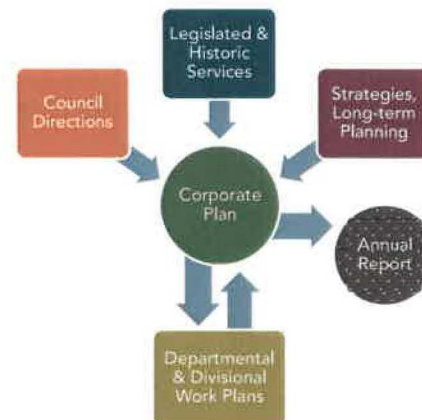 Legislated &
Historic
Services
Council
Directions
Strategies,
Long-term
Planning
Corporate
Plan
Annual
Report
Departmental
& Divisional
Work Plans